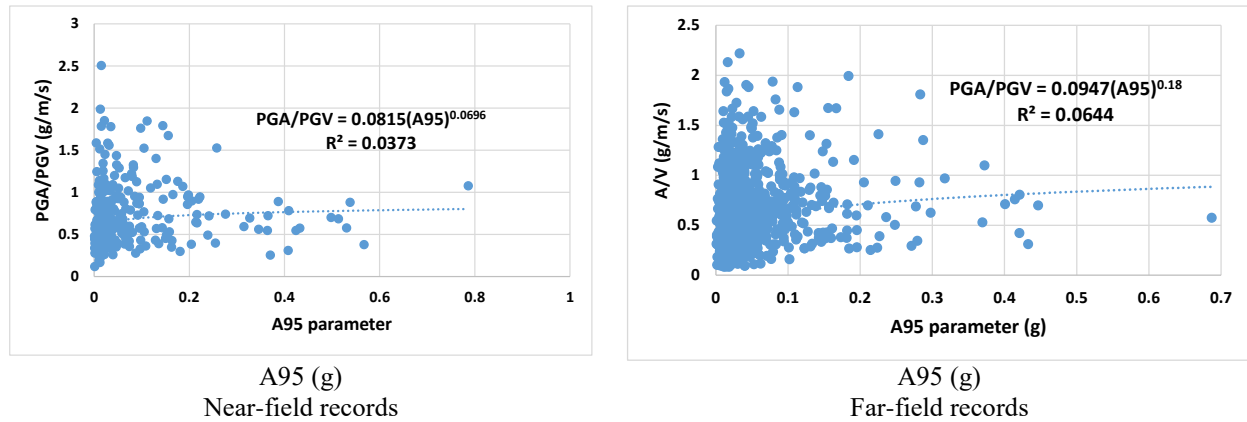 PGA/PGV (g/m/s)
3
2.5
2
1.5
1
0.5
0
PGA/PGV = 0.0815(A95)^0.0696
R² = 0.0373
0 0.2 0.4 0.6 0.8 1
A95 parameter
A95 (g)
Near-field records
A/V (g/m/s)
2.5
2
1.5
1
0.5
0
PGA/PGV = 0.0947(A95)^0.18
R² = 0.0644
0 0.1 0.2 0.3 0.4 0.5 0.6 0.7
A95 parameter (g)
A95 (g)
Far-field records